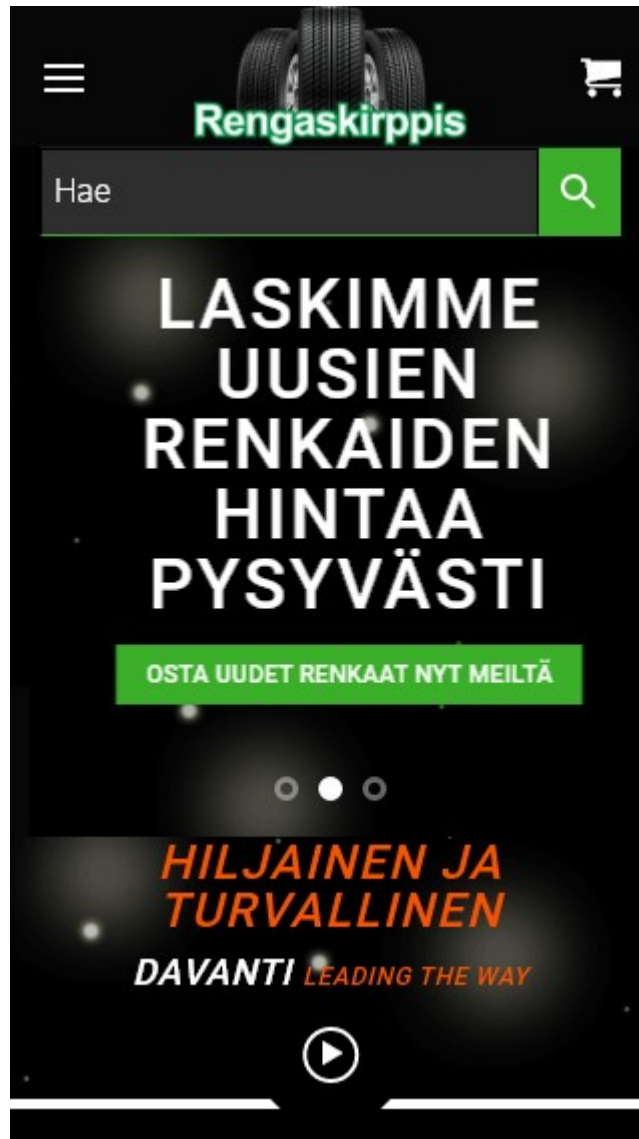 Rengaskirppis
Hae
LASKIMME
UUSIEN
RENKAIDEN
HINTAA
PYSYVÄSTI
OSTA UUDET RENKAAT NYT MEILTÄ
HILJAINEN JA
TURVALLINEN
DAVANTI LEADING THE WAY